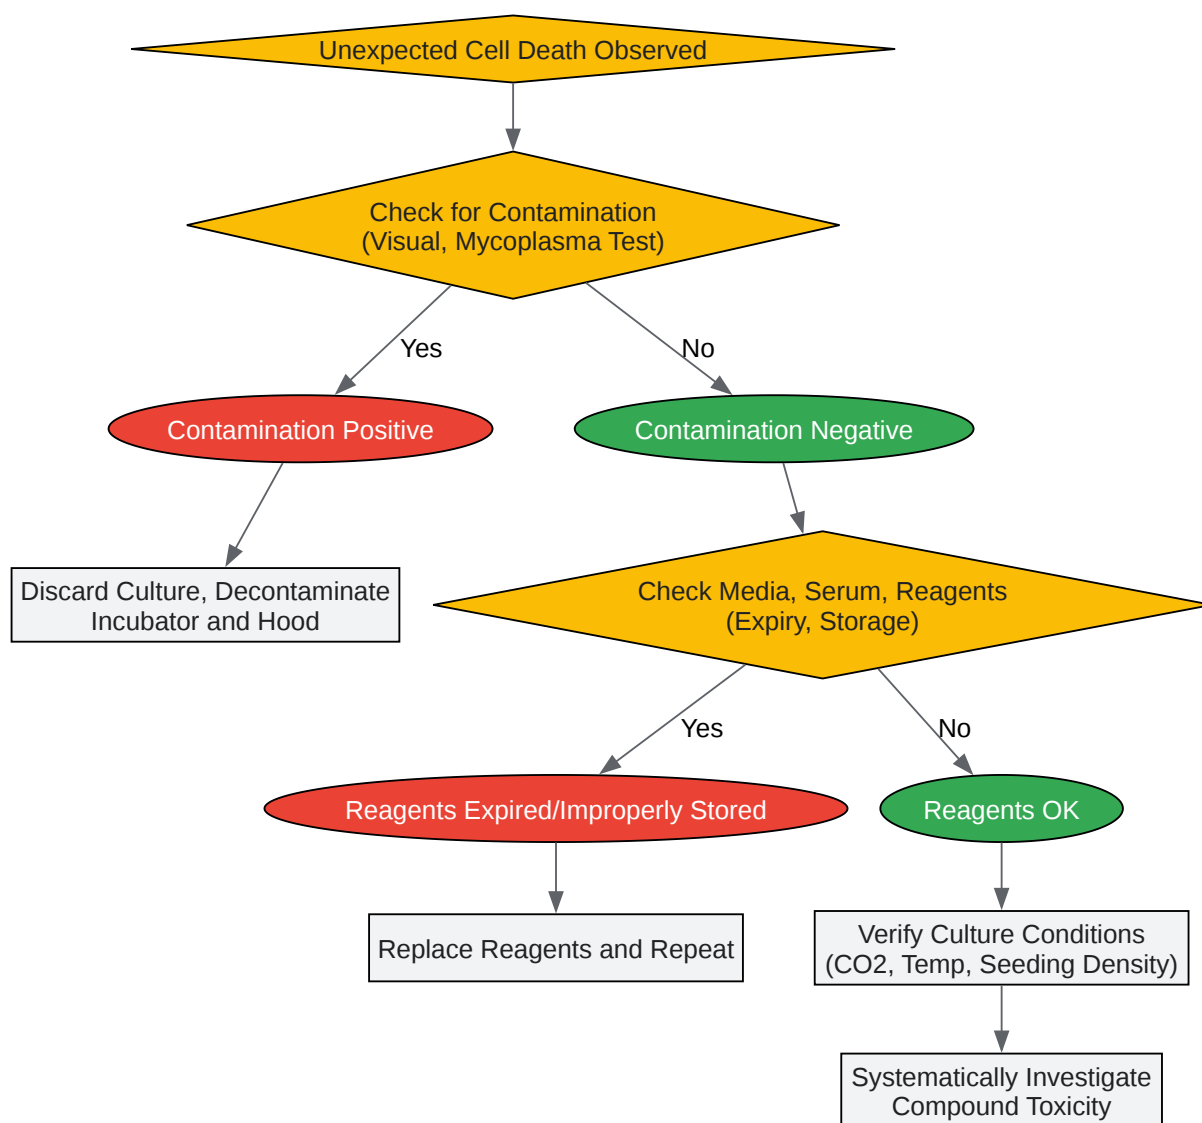 Unexpected Cell Death Observed
Check for Contamination
(Visual, Mycoplasma Test)
Yes
No
Contamination Positive
Contamination Negative
Discard Culture, Decontaminate
Incubator and Hood
Check Media, Serum, Reagents
(Expiry, Storage)
Yes
No
Reagents Expired/Improperly Stored
Reagents OK
Replace Reagents and Repeat
Verify Culture Conditions
(CO2, Temp, Seeding Density)
Systematically Investigate
Compound Toxicity